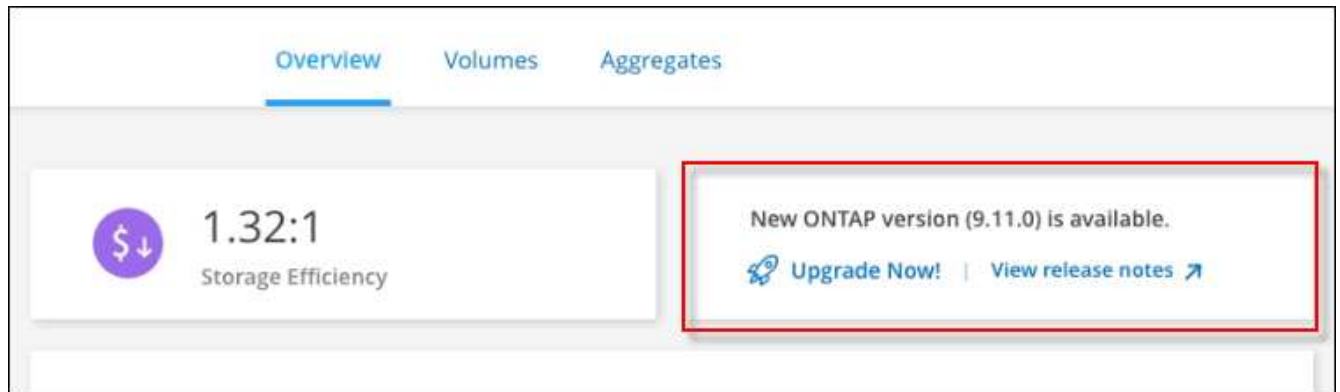 Overview Volumes Aggregates
1.32:1
Storage Efficiency
New ONTAP version (9.11.0) is available.
Upgrade Now! | View release notes